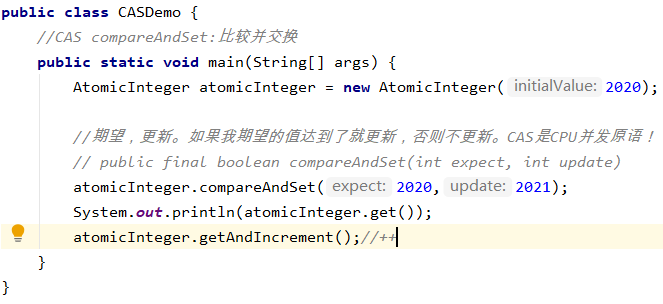 public class CASDemo {
//CAS compareAndSet:比较并交换
public static void main(String[] args) {
AtomicInteger atomicInteger = new AtomicInteger( initialValue: 2020);
//期望，更新。如果我期望的值达到了就更新，否则不更新。CAS是CPU并发原语！
// public final boolean compareAndSet(int expect, int update)
atomicInteger.compareAndSet( expect: 2020, update: 2021);
System.out.println(atomicInteger.get());
atomicInteger.getAndIncrement();//++
}
}